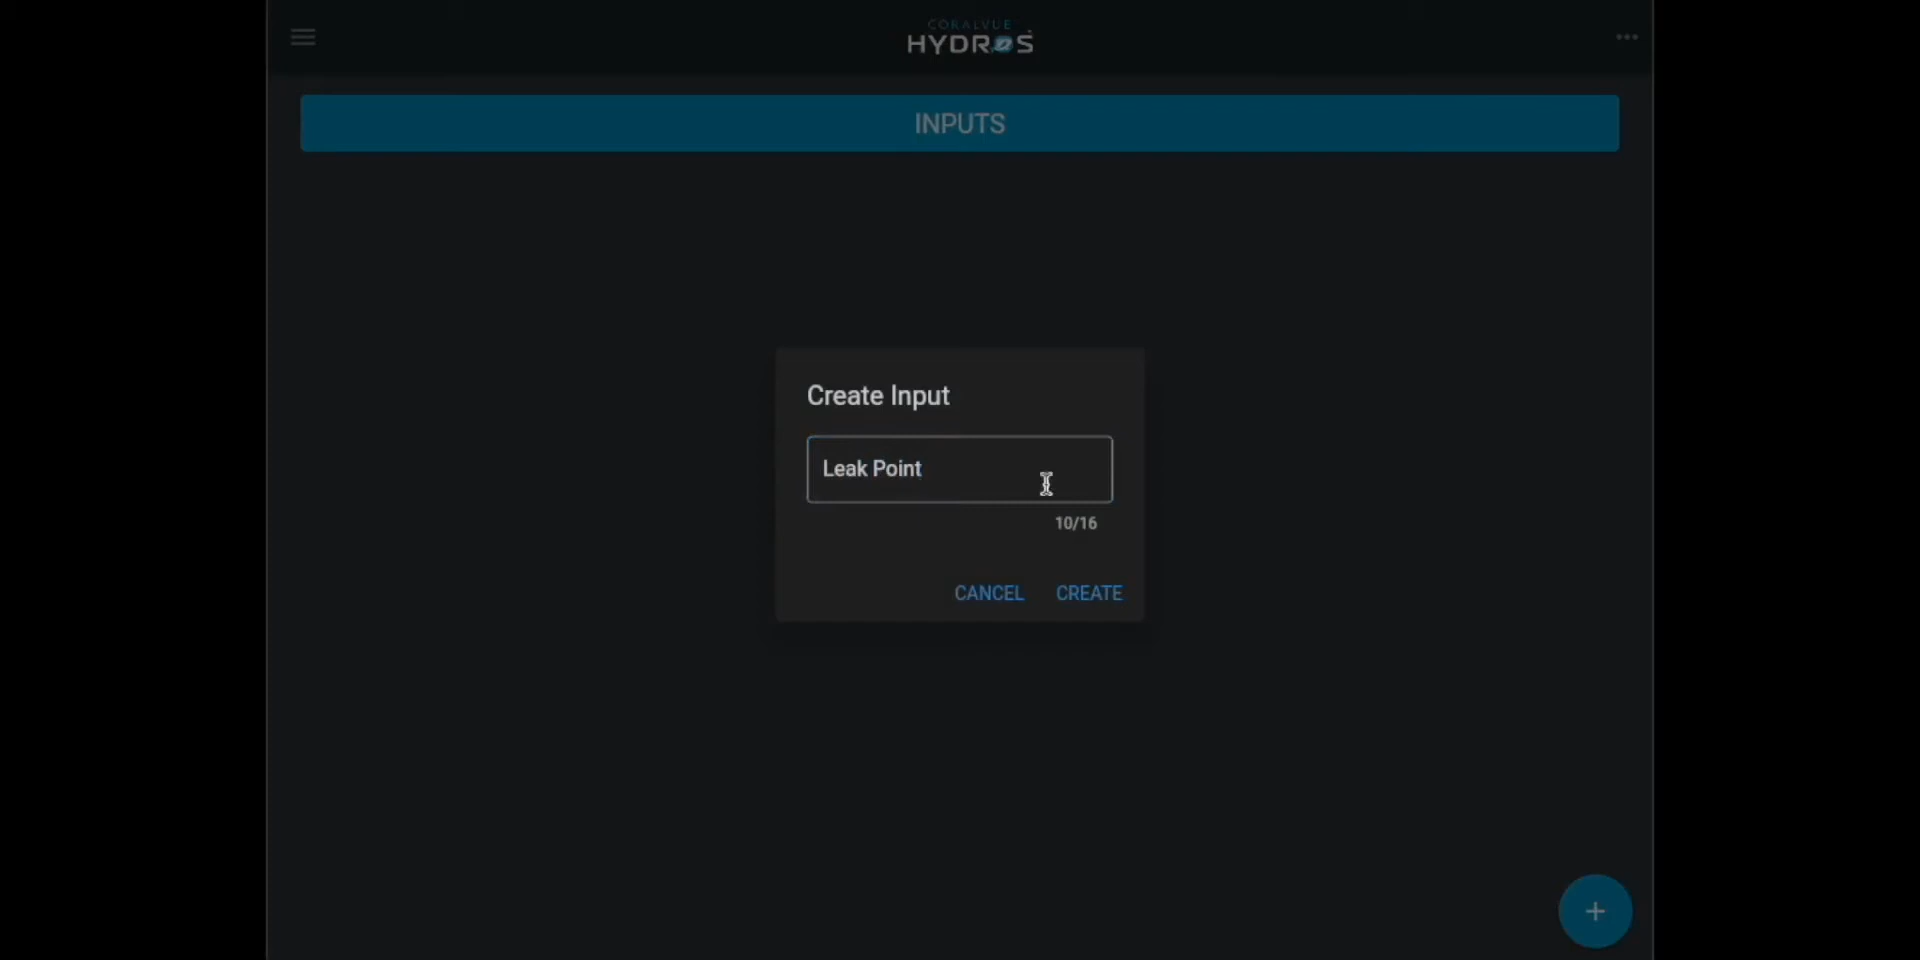 CORALVUE
HYDROS
INPUTS
Create Input
Leak Point
10/16
CANCEL CREATE